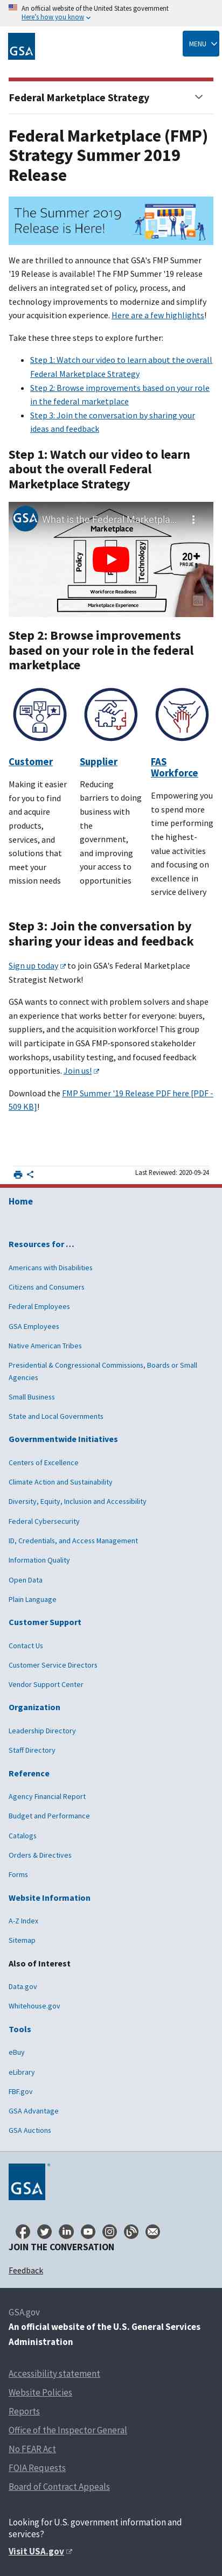 An official website of the United States government
Here's how you know
GSA
MENU
Federal Marketplace Strategy
Federal Marketplace (FMP)
Strategy Summer 2019
Release
The Summer 2019
Release is Here!
We are thrilled to announce that GSA's FMP Summer
'19 Release is available! The FMP Summer '19 release
delivers an integrated set of policy, process, and
technology improvements to modernize and simplify
your acquisition experience. Here are a few highlights!
Take these three steps to explore further:
Step 1: Watch our video to learn about the overall
Federal Marketplace Strategy
Step 2: Browse improvements based on your role
in the federal marketplace
Step 3: Join the conversation by sharing your
ideas and feedback
Step 1: Watch our video to learn
about the overall Federal
Marketplace Strategy
GSA
What is the Federal Marketpla...
Marketplace
Policy
Technology
20+
Workforce Readiness
Marketplace Experience
Step 2: Browse improvements
based on your role in the federal
marketplace
Customer
Making it easier
for you to find
and acquire
products,
services, and
solutions that
meet your
mission needs
Supplier
Reducing
barriers to doing
business with
the
government,
and improving
your access to
opportunities
FAS
Workforce
Empowering you
to spend more
time performing
the highest-
value activities
and focusing on
excellence in
service delivery
Step 3: Join the conversation by
sharing your ideas and feedback
Sign up today to join GSA's Federal Marketplace
Strategist Network!
GSA wants to connect with problem solvers and share
what's in the works for better serving buyers, suppliers,
and the acquisition workforce! This group will get
invitations to join GSA FMP-sponsored stakeholder
workshops, usability testing, and focused feedback
opportunities. Join us!
Download the FMP Summer '19 Release PDF here [PDF -
509 KB]!
Last Reviewed: 2020-09-24
Home
Resources for …
Americans with Disabilities
Citizens and Consumers
Federal Employees
GSA Employees
Native American Tribes
Presidential & Congressional Commissions, Boards or Small
Agencies
Small Business
State and Local Governments
Governmentwide Initiatives
Centers of Excellence
Climate Action and Sustainability
Diversity, Equity, Inclusion and Accessibility
Federal Cybersecurity
ID, Credentials, and Access Management
Information Quality
Open Data
Plain Language
Customer Support
Contact Us
Customer Service Directors
Vendor Support Center
Organization
Leadership Directory
Staff Directory
Reference
Agency Financial Report
Budget and Performance
Catalogs
Orders & Directives
Forms
Website Information
A-Z Index
Sitemap
Also of Interest
Data.gov
Whitehouse.gov
Tools
eBuy
eLibrary
FBF.gov
GSA Advantage
GSA Auctions
GSA
JOIN THE CONVERSATION
Feedback
GSA.gov
An official website of the U.S. General Services
Administration
Accessibility statement
Website Policies
Reports
Office of the Inspector General
No FEAR Act
FOIA Requests
Board of Contract Appeals
Looking for U.S. government information and
services?
Visit USA.gov